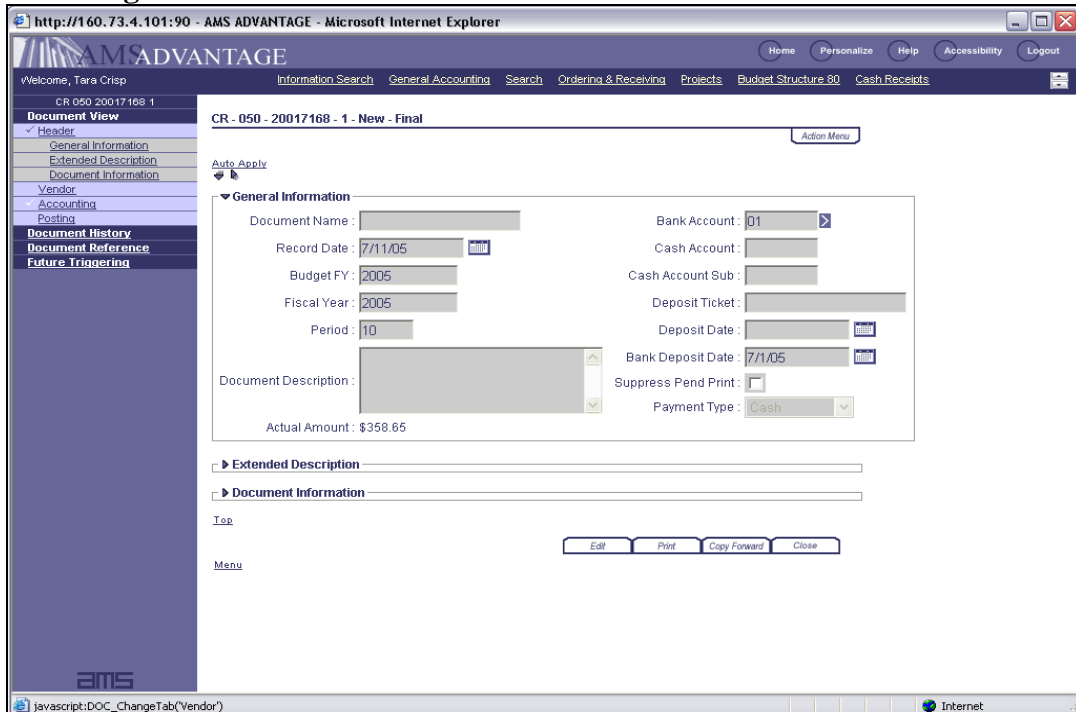 http://160.73.4.101:90 - AMS ADVANTAGE - Microsoft Internet Explorer
AMSADVANTAGE
Home Personalize Help Accessibility Logout
Welcome, Tara Crisp
Information Search General Accounting Search Ordering & Receiving Projects Budget Structure 80 Cash Receipts
CR 050 20017168 1
Document View
Header
General Information
Extended Description
Document Information
Vendor
Accounting
Posting
Document History
Document Reference
Future Triggering
CR - 050 - 20017168 - 1 - New - Final
Action Menu
Auto Apply
General Information
Document Name :
Bank Account : 01
Record Date : 7/11/05
Cash Account :
Budget FY : 2005
Cash Account Sub :
Fiscal Year : 2005
Deposit Ticket :
Period : 10
Deposit Date :
Bank Deposit Date : 7/1/05
Document Description :
Suppress Pend Print :
Payment Type : Cash
Actual Amount : $358.65
Extended Description
Document Information
Top
Edit Print Copy Forward Close
Menu
ams
javascript:DOC_ChangeTab('Vendor')
Internet